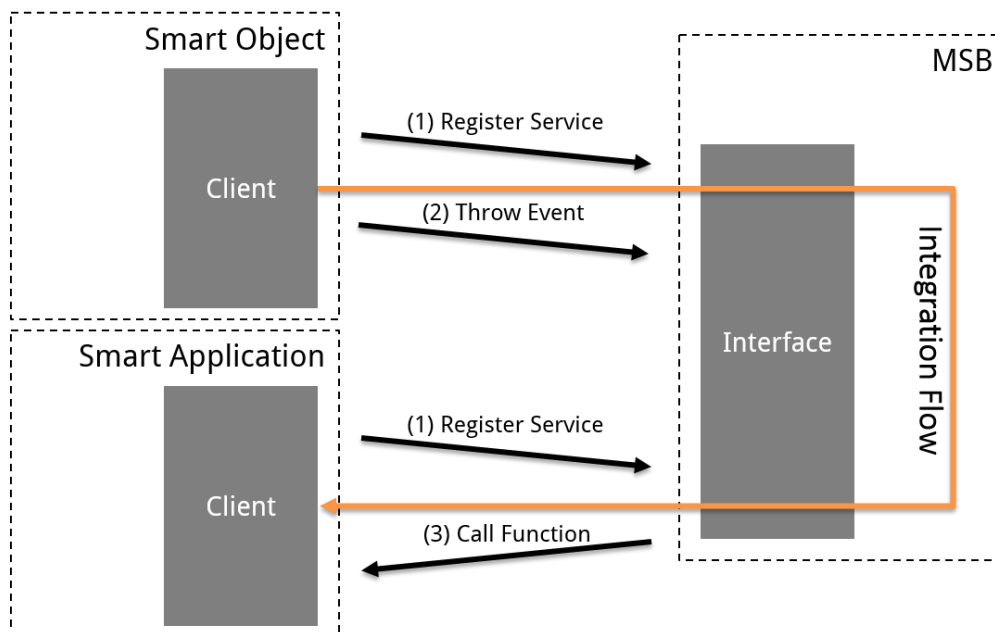 Smart Object
MSB
(1) Register Service
Client
(2) Throw Event
Integration Flow
Interface
Smart Application
(1) Register Service
Client
(3) Call Function